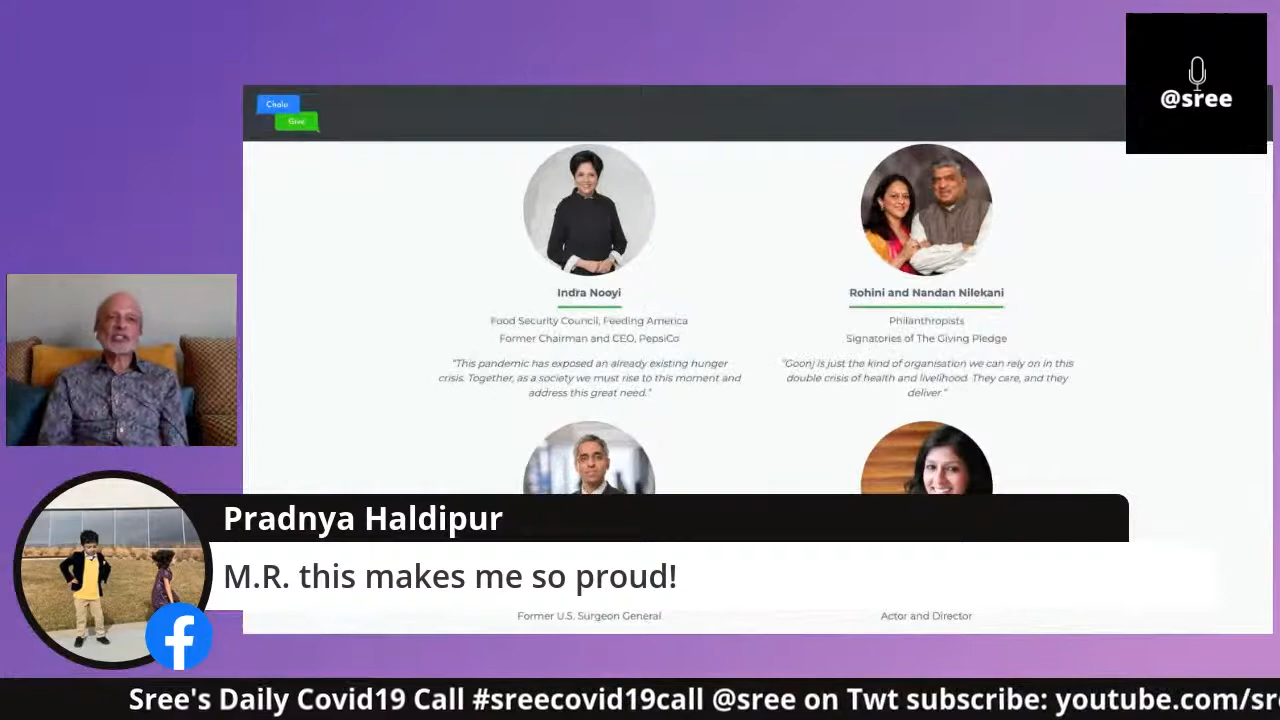 Chalo
Give
@sree
Indra Nooyi
Food Security Council, Feeding America
Former Chairman and CEO, PepsiCo
"This pandemic has exposed an already existing hunger
crisis. Together, as a society we must rise to this moment and
address this great need."
Rohini and Nandan Nilekani
Philanthropists
Signatories of The Giving Pledge
"Goonj is just the kind of organisation we can rely on in this
double crisis of health and livelihood. They care, and they
deliver."
Pradnya Haldipur
M.R. this makes me so proud!
Former U.S. Surgeon General
Actor and Director
Sree's Daily Covid19 Call #sreecovid19call @sree on Twt subscribe: youtube.com/sr